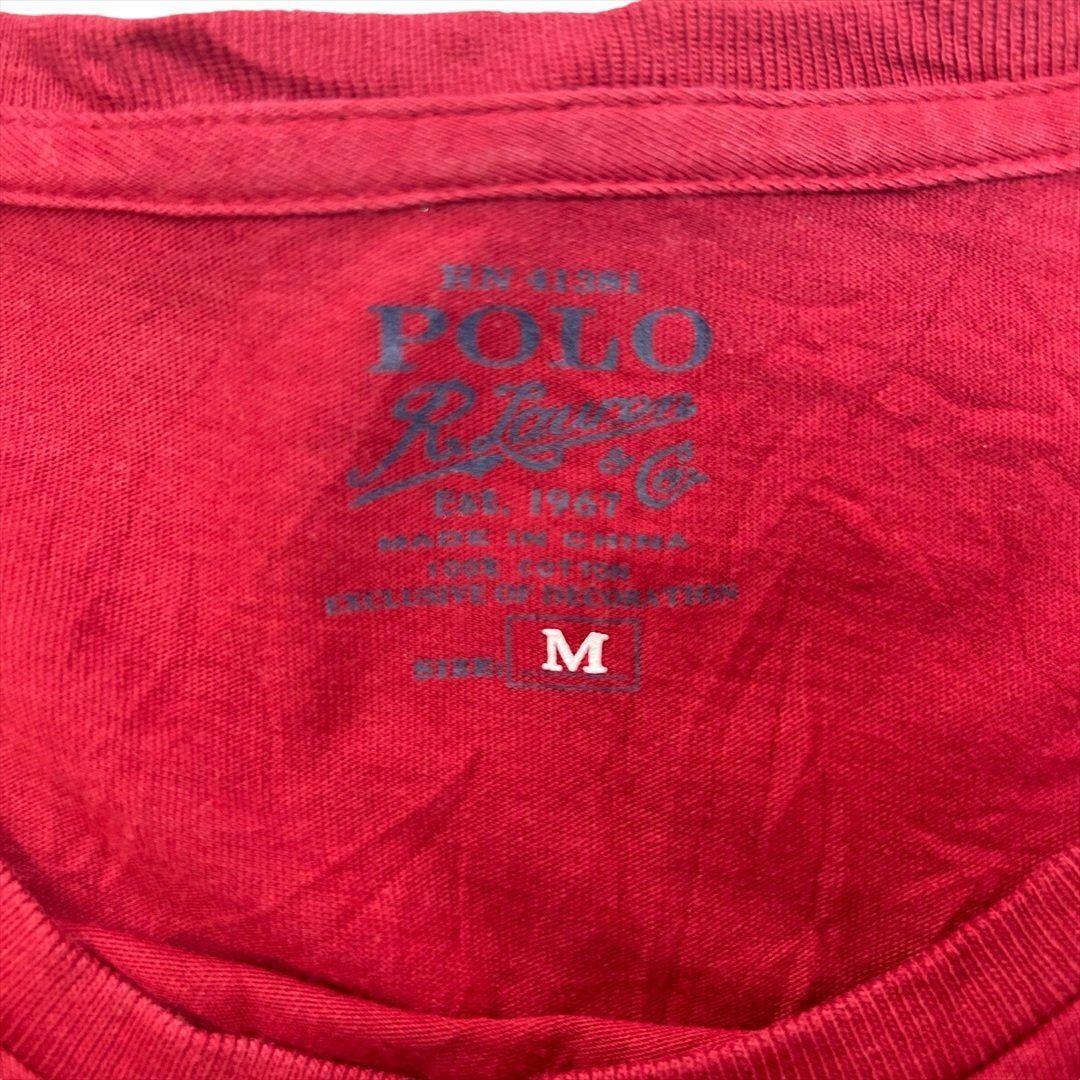 RN 41381
POLO
R. Lauren
& Co.
EST. 1967
MADE IN CHINA
100% COTTON
EXCLUSIVE OF DECORATION
SIZE: M